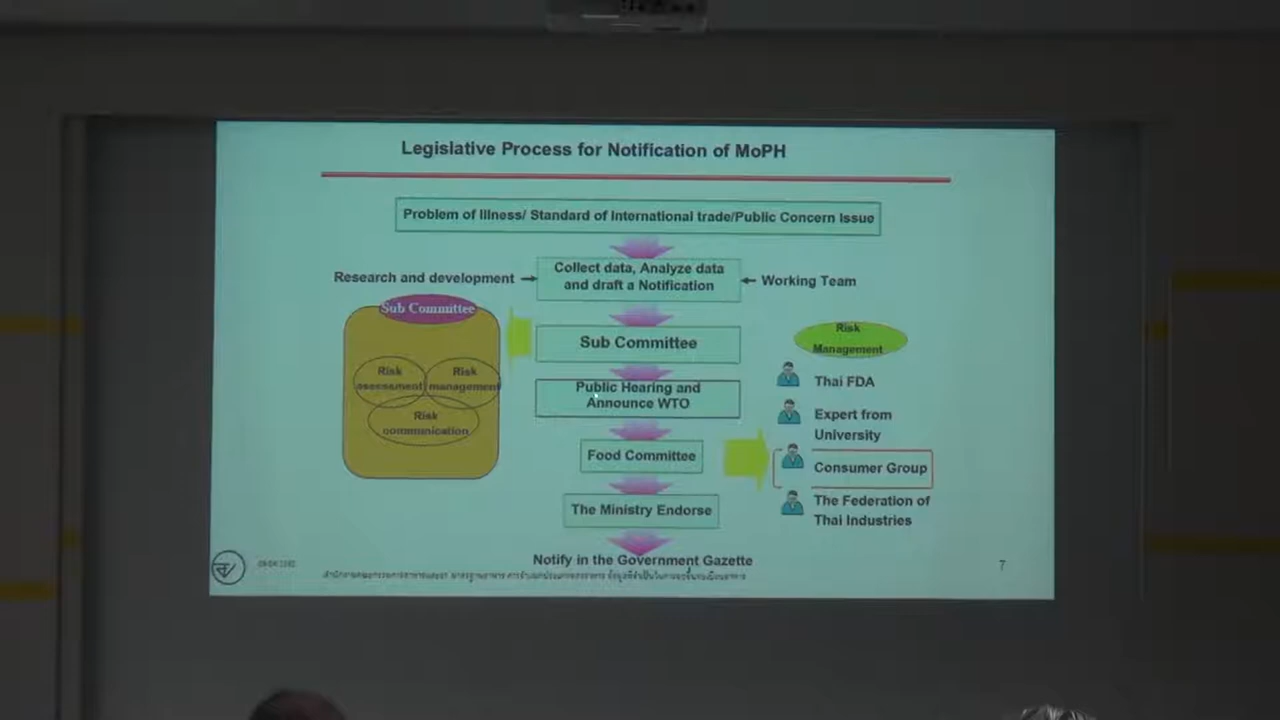 Legislative Process for Notification of MoPH
Problem of Illness/ Standard of International trade/Public Concern Issue
Research and development
Collect data, Analyze data
and draft a Notification
Working Team
Sub Committee
Risk
assessment
Risk
management
Risk
communication
Sub Committee
Public Hearing and
Announce WTO
Food Committee
The Ministry Endorse
Notify in the Government Gazette
Risk
Management
Thai FDA
Expert from
University
Consumer Group
The Federation of
Thai Industries
7